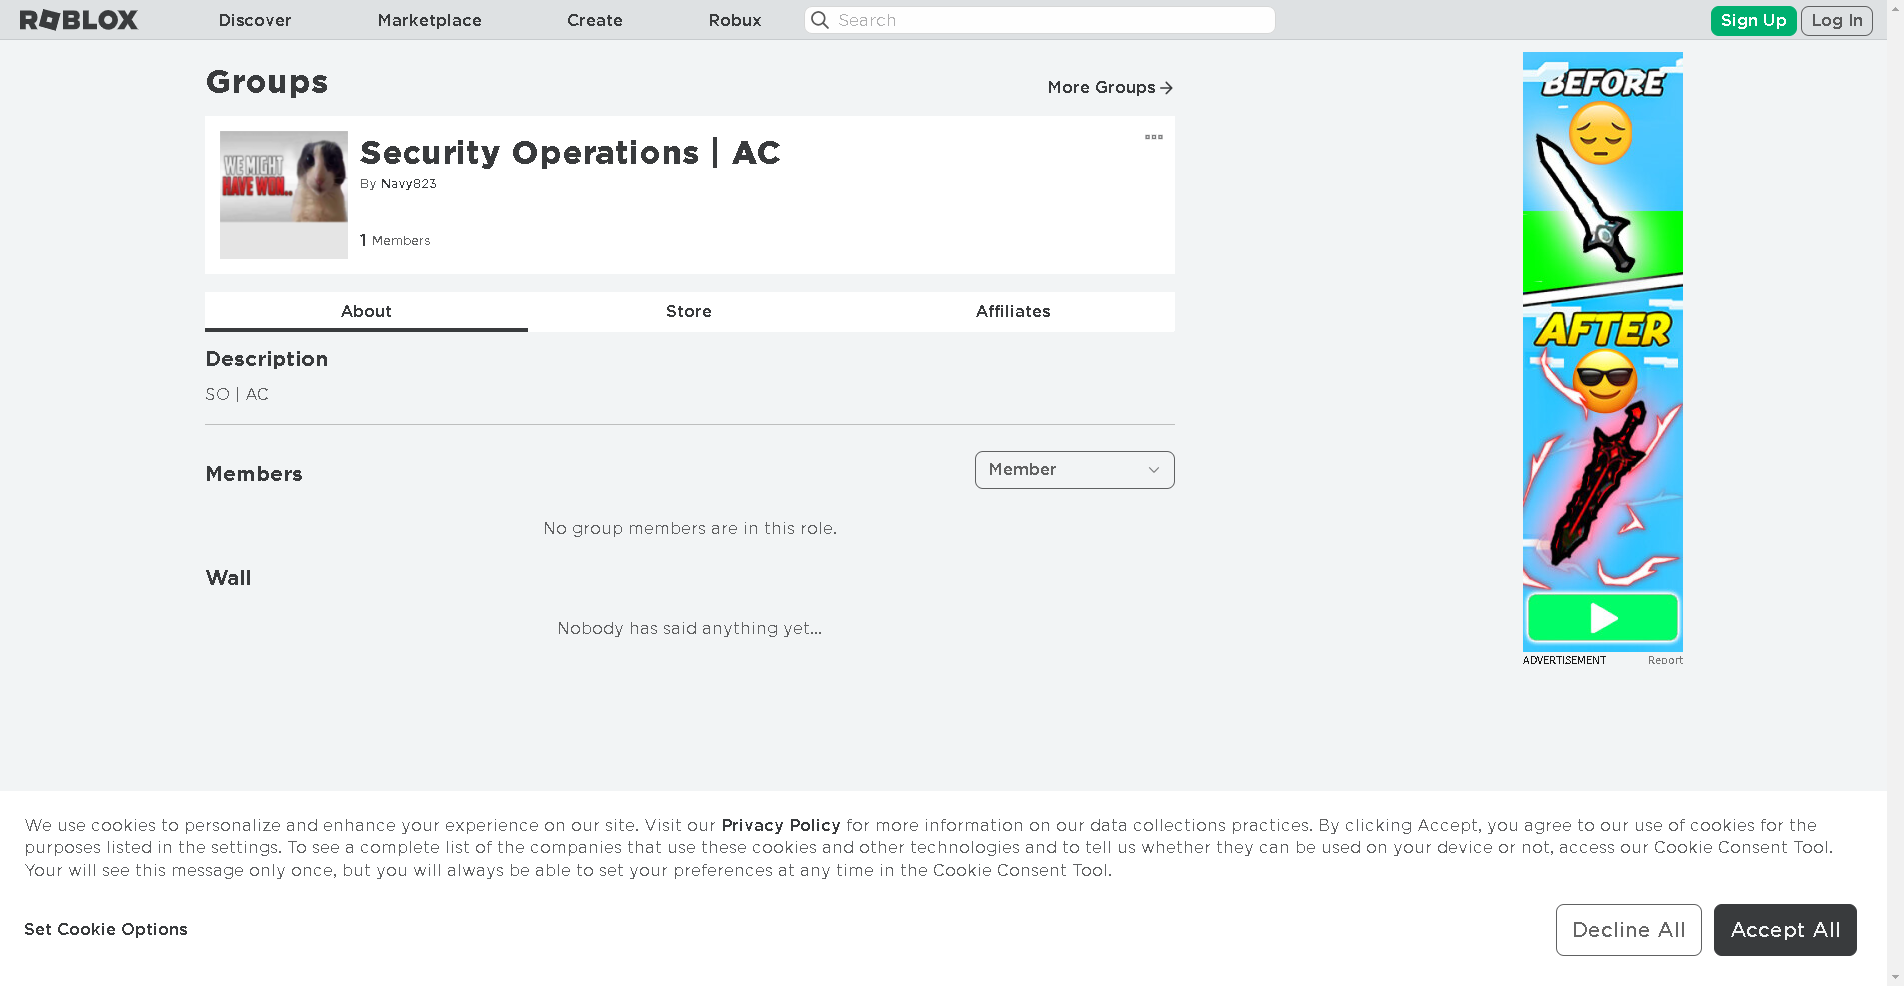 ROBLOX
Discover
Marketplace
Create
Robux
Search
Sign Up
Log In
Groups
More Groups
WE MIGHT
HAVE WON..
Security Operations | AC
By Navy823
1 Members
About
Store
Affiliates
Description
SO | AC
Members
Member
No group members are in this role.
Wall
Nobody has said anything yet...
BEFORE
AFTER
ADVERTISEMENT
Report
We use cookies to personalize and enhance your experience on our site. Visit our Privacy Policy for more information on our data collections practices. By clicking Accept, you agree to our use of cookies for the
purposes listed in the settings. To see a complete list of the companies that use these cookies and other technologies and to tell us whether they can be used on your device or not, access our Cookie Consent Tool.
Your will see this message only once, but you will always be able to set your preferences at any time in the Cookie Consent Tool.
Set Cookie Options
Decline All
Accept All